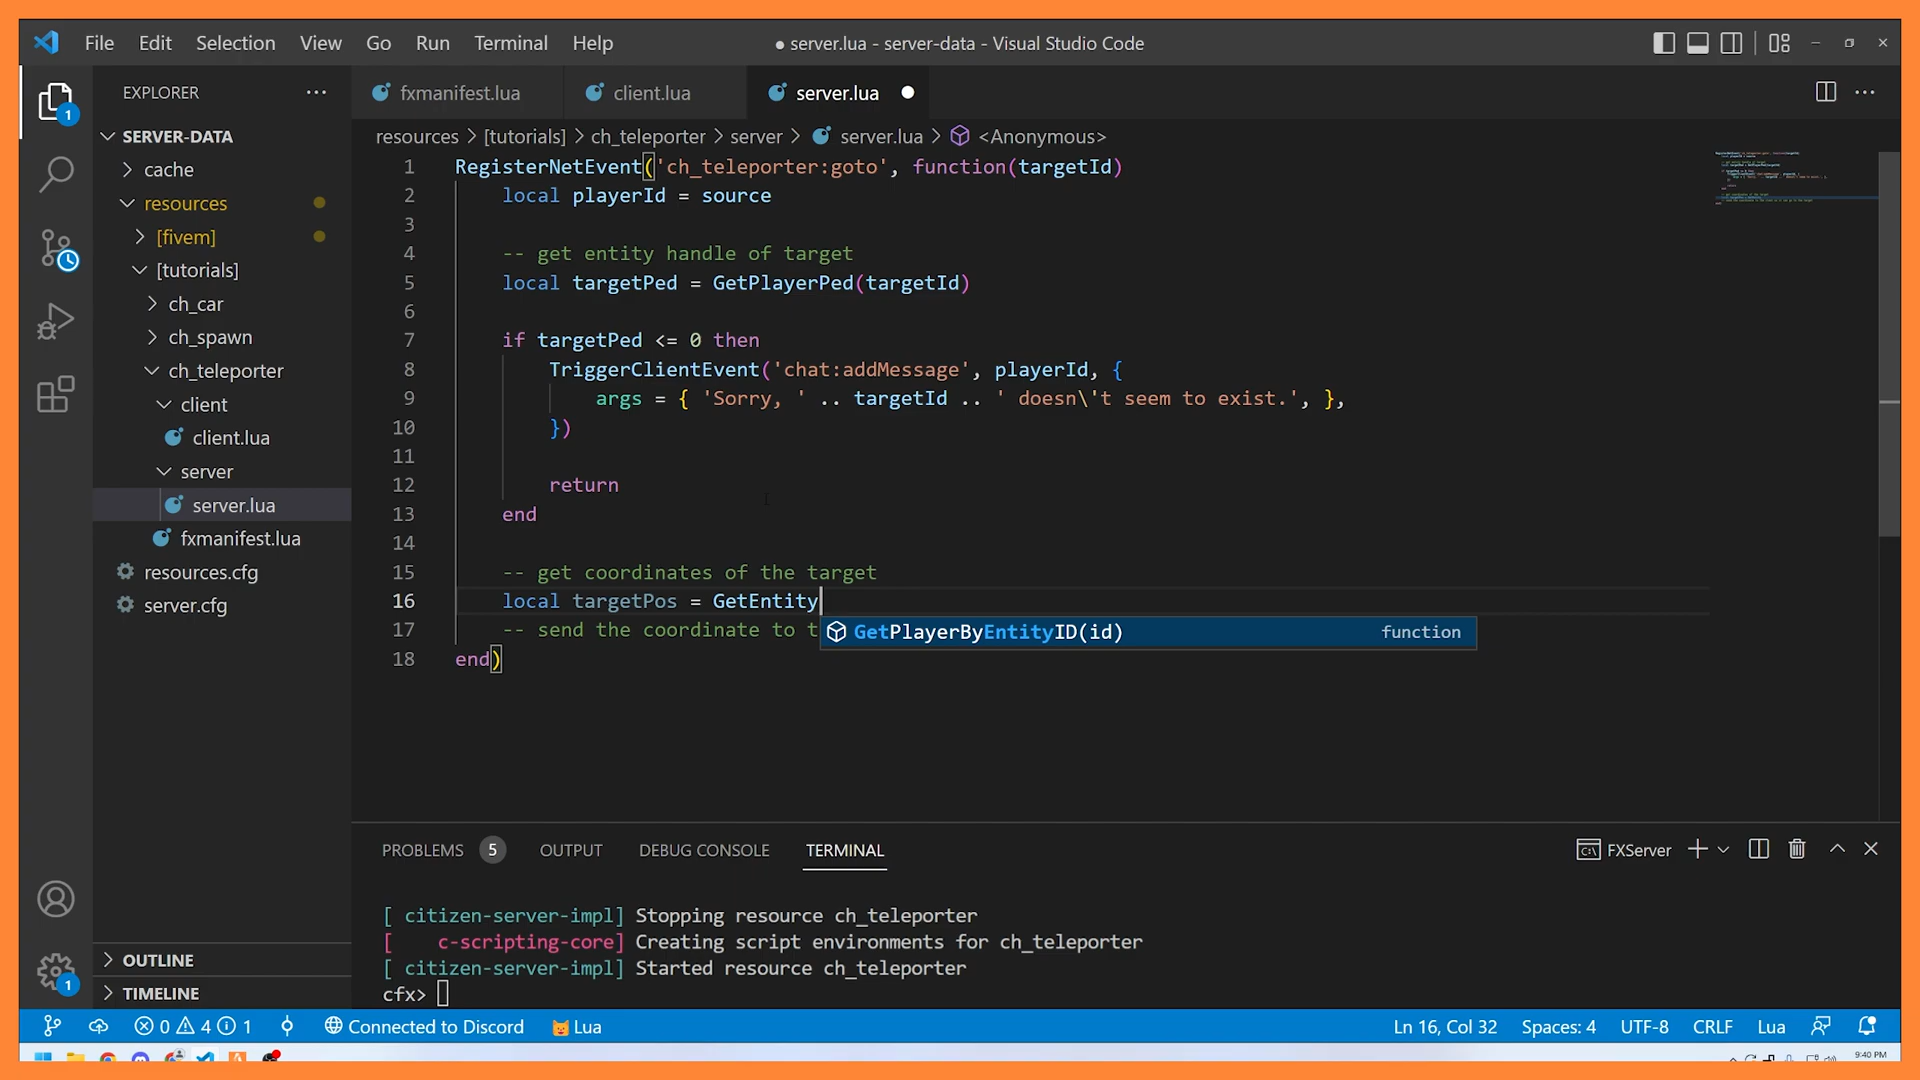 File Edit Selection View Go Run Terminal Help
● server.lua - server-data - Visual Studio Code
EXPLORER
fxmanifest.lua
client.lua
server.lua
resources > [tutorials] > ch_teleporter > server > server.lua > <Anonymous>
SERVER-DATA
cache
resources
[fivem]
[tutorials]
ch_car
ch_spawn
ch_teleporter
client
client.lua
server
server.lua
fxmanifest.lua
resources.cfg
server.cfg
OUTLINE
TIMELINE
1
1
1 RegisterNetEvent('ch_teleporter:goto', function(targetId)
2 local playerId = source
3
4 -- get entity handle of target
5 local targetPed = GetPlayerPed(targetId)
6
7 if targetPed <= 0 then
8 TriggerClientEvent('chat:addMessage', playerId, {
9 args = { 'Sorry, ' .. targetId .. ' doesn\'t seem to exist.', },
10 })
11
12 return
13 end
14
15 -- get coordinates of the target
16 local targetPos = GetEntity
17 -- send the coordinate to t
GetPlayerByEntityID(id) function
18 end)
PROBLEMS 5 OUTPUT DEBUG CONSOLE TERMINAL
FXServer
[ citizen-server-impl] Stopping resource ch_teleporter
[ c-scripting-core] Creating script environments for ch_teleporter
[ citizen-server-impl] Started resource ch_teleporter
cfx>
0 4 1 Connected to Discord Lua
Ln 16, Col 32 Spaces: 4 UTF-8 CRLF Lua
9:40 PM